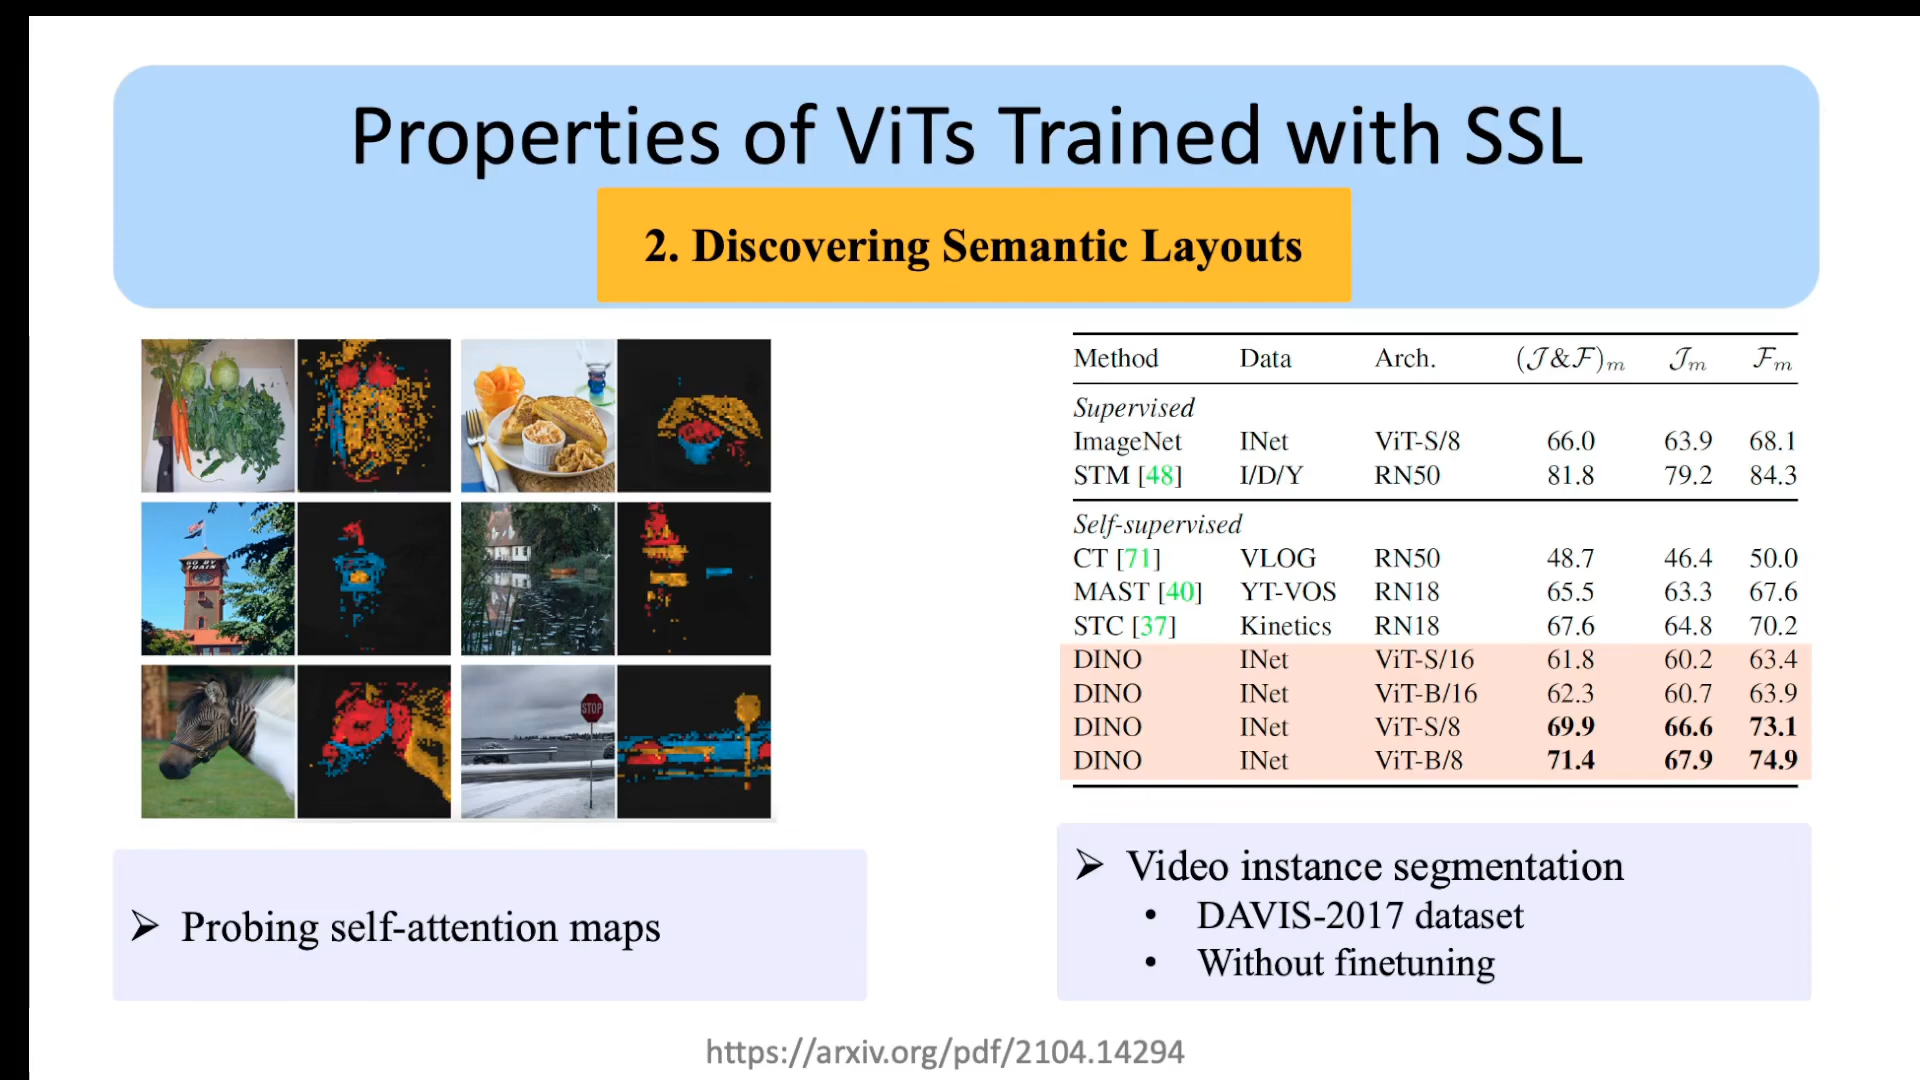 Properties of ViTs Trained with SSL
2. Discovering Semantic Layouts
GO BY
TRAIN
STOP
Probing self-attention maps
Method Data Arch. (𝒥&ℱ)m 𝒥m ℱm
Supervised
ImageNet INet ViT-S/8 66.0 63.9 68.1
STM [48] I/D/Y RN50 81.8 79.2 84.3
Self-supervised
CT [71] VLOG RN50 48.7 46.4 50.0
MAST [40] YT-VOS RN18 65.5 63.3 67.6
STC [37] Kinetics RN18 67.6 64.8 70.2
DINO INet ViT-S/16 61.8 60.2 63.4
DINO INet ViT-B/16 62.3 60.7 63.9
DINO INet ViT-S/8 69.9 66.6 73.1
DINO INet ViT-B/8 71.4 67.9 74.9
Video instance segmentation
• DAVIS-2017 dataset
• Without finetuning
https://arxiv.org/pdf/2104.14294